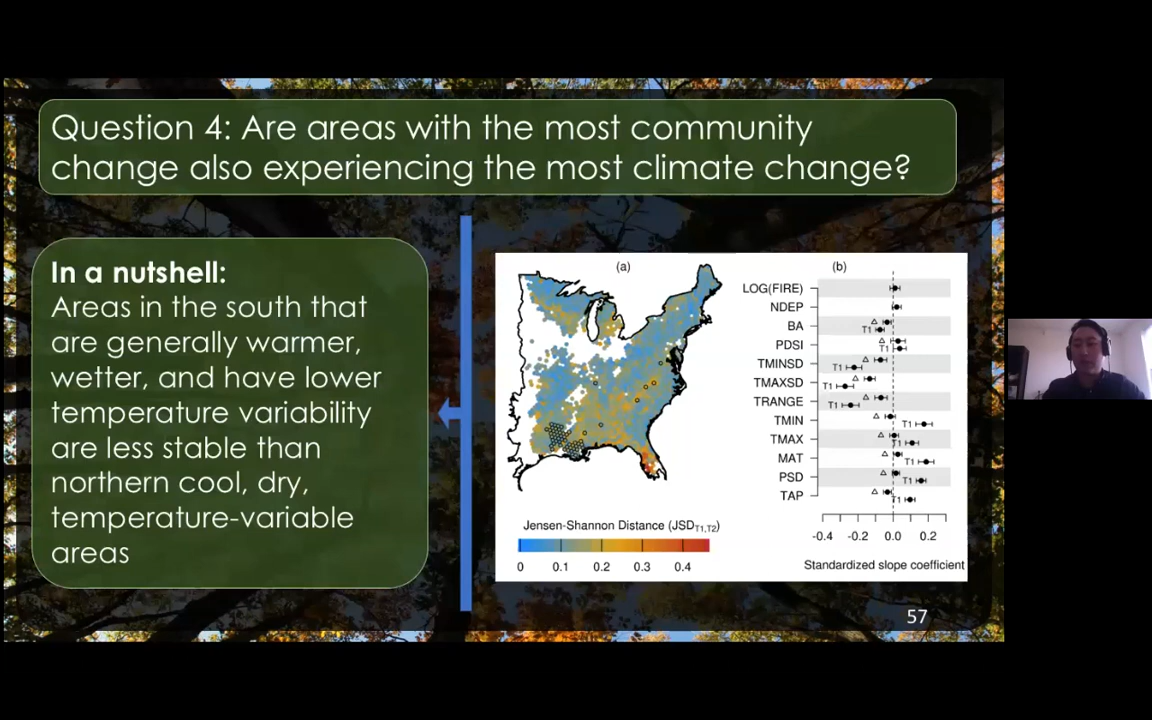 Question 4: Are areas with the most community
change also experiencing the most climate change?
In a nutshell:
Areas in the south that
are generally warmer,
wetter, and have lower
temperature variability
are less stable than
northern cool, dry,
temperature-variable
areas
(a)
Jensen-Shannon Distance (JSDT1,T2)
0 0.1 0.2 0.3 0.4
(b)
LOG(FIRE)
NDEP
BA
T1
PDSI
T1
TMINSD
T1
TMAXSD
T1
TRANGE
T1
TMIN
T1
TMAX
T1
MAT
T1
PSD
T1
TAP
T1
-0.4 -0.2 0.0 0.2
Standardized slope coefficient
57